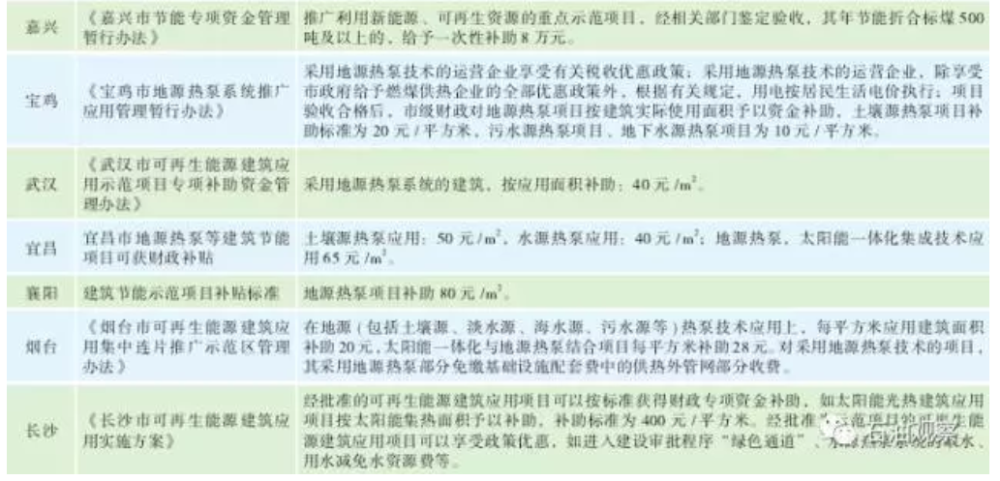 嘉兴
《嘉兴市节能专项资金管理
暂行办法》
推广利用新能源、可再生资源的重点示范项目，经相关部门鉴定验收，其年节能折合标煤500
吨及以上的，给予一次性补助8万元。
宝鸡
《宝鸡市地源热泵系统推广
应用管理暂行办法》
采用地源热泵技术的运营企业享受有关税收优惠政策；采用地源热泵技术的运营企业，除享受
市政府给予燃煤供热企业的全部优惠政策外，根据有关规定，用电按居民生活电价执行；项目
验收合格后，市级财政对地源热泵项目按建筑实际使用面积予以资金补助，土壤源热泵项目补
助标准为 20 元 / 平方米，污水源热泵项目、地下水源热泵项目为 10 元 / 平方米。
武汉
《武汉市可再生能源建筑应
用示范项目专项补助资金管
理办法》
采用地源热泵系统的建筑，按应用面积补助：40 元 /m²。
宜昌
宜昌市地源热泵等建筑节能
项目可获财政补贴
土壤源热泵应用：50 元 /m²，水源热泵应用：40 元 /m²；地源热泵，太阳能一体化集成技术应
用 65 元 /m²。
襄阳
建筑节能示范项目补贴标准
地源热泵项目补助 80 元 /m²。
烟台
《烟台市可再生能源建筑应
用集中连片推广示范区管理
办法》
在地源 (包括土壤源、淡水源、海水源、污水源等) 热泵技术应用上，每平方米应用建筑面积
补助20元，太阳能一体化与地源热泵结合项目每平方米补助28元。对采用地源热泵技术的项目，
其采用地源热泵部分免缴基础设施配套费中的供热外管网部分收费。
长沙
《长沙市可再生能源建筑应
用实施方案》
经批准的可再生能源建筑应用项目可以按标准获得财政专项资金补助，如太阳能光热建筑应用
项目按太阳能集热面积予以补助，补助标准为 400 元 / 平方米。经批准 示范项目的可再生能
源建筑应用项目可以享受政策优惠，如进入建设审批程序“绿色通道”、水源热泵系统的取水、
用水减免水资源费等。
石油观察